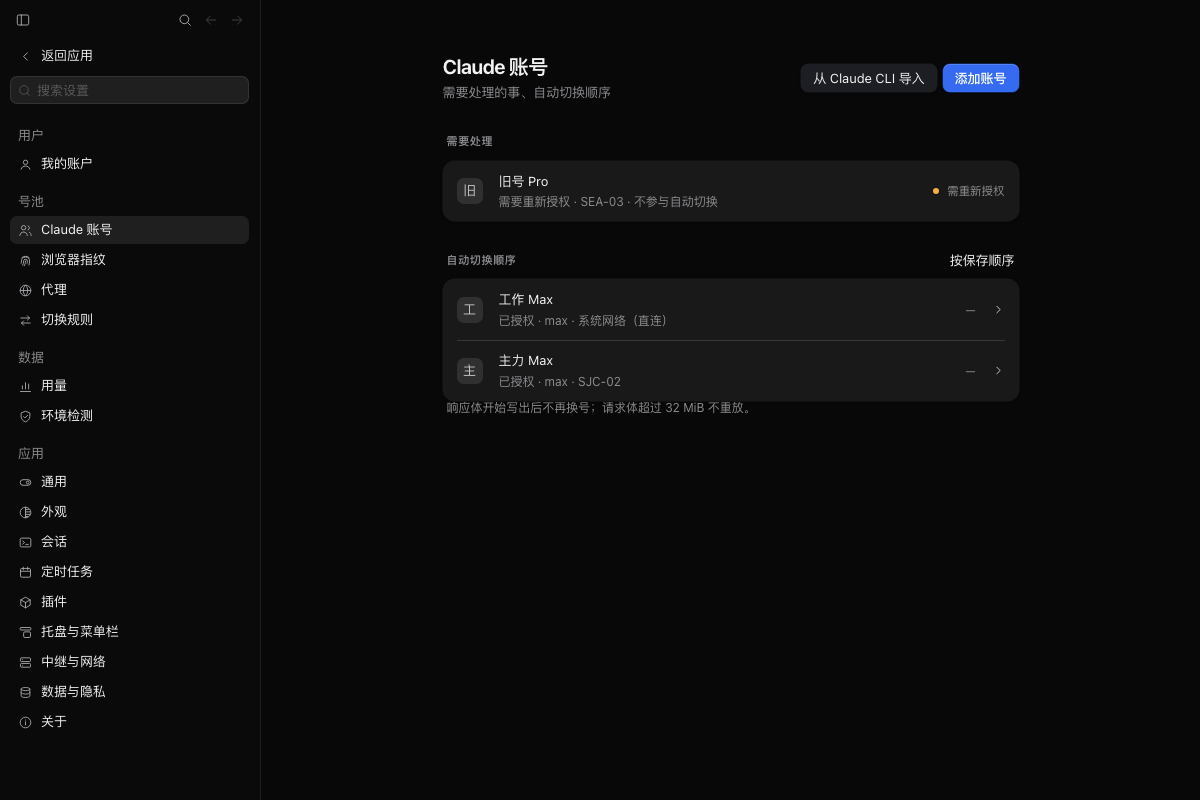 返回应用
搜索设置
用户
我的账户
号池
Claude 账号
浏览器指纹
代理
切换规则
数据
用量
环境检测
应用
通用
外观
会话
定时任务
插件
托盘与菜单栏
中继与网络
数据与隐私
关于
Claude 账号
需要处理的事、自动切换顺序
从 Claude CLI 导入
添加账号
需要处理
旧
旧号 Pro
需要重新授权 · SEA-03 · 不参与自动切换
需重新授权
自动切换顺序
按保存顺序
工
工作 Max
已授权 · max · 系统网络（直连）
—
主
主力 Max
已授权 · max · SJC-02
—
响应体开始写出后不再换号；请求体超过 32 MiB 不重放。